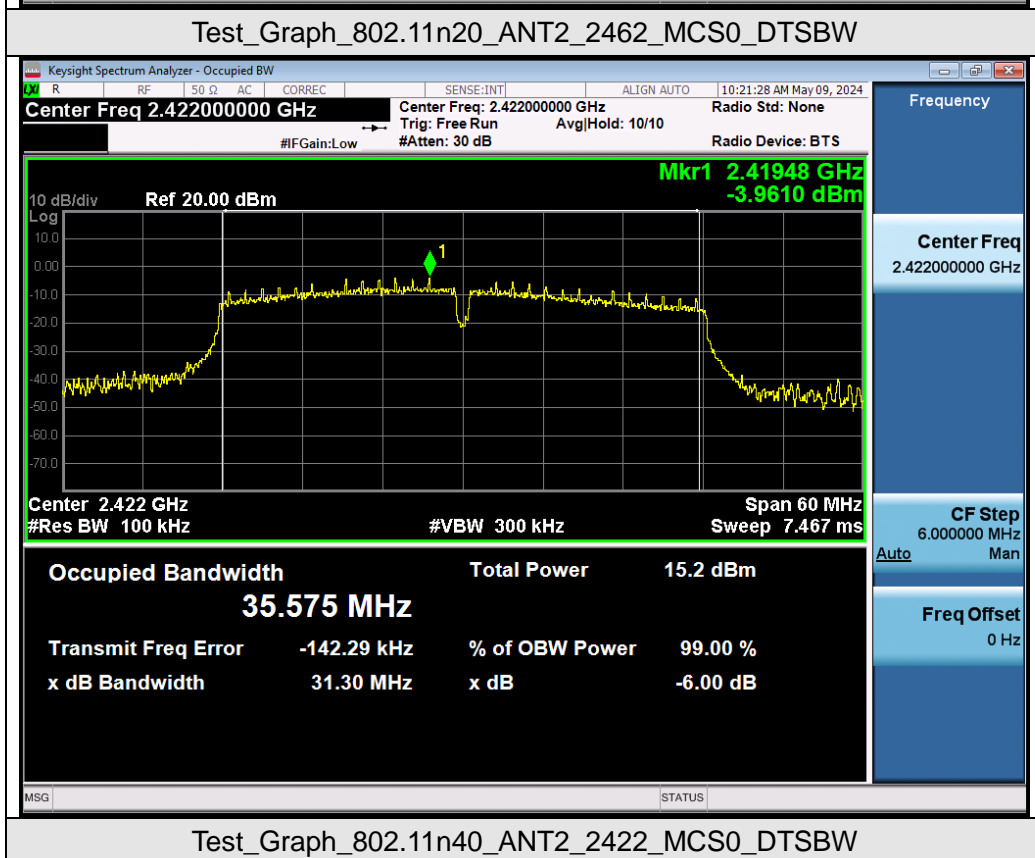 Test_Graph_802.11n20_ANT2_2462_MCS0_DTSBW
Keysight Spectrum Analyzer - Occupied BW
LXI R RF 50 Ω AC CORREC SENSE:INT ALIGN AUTO 10:21:28 AM May 09, 2024
Center Freq 2.422000000 GHz
Center Freq: 2.422000000 GHz Radio Std: None
Trig: Free Run Avg|Hold: 10/10
#IFGain:Low #Atten: 30 dB Radio Device: BTS
Frequency
Mkr1 2.41948 GHz
-3.9610 dBm
10 dB/div Ref 20.00 dBm
Log
10.0
0.00
-10.0
-20.0
-30.0
-40.0
-50.0
-60.0
-70.0
1
Center 2.422 GHz Span 60 MHz
#Res BW 100 kHz #VBW 300 kHz Sweep 7.467 ms
Center Freq
2.422000000 GHz
CF Step
6.000000 MHz
Auto Man
Freq Offset
0 Hz
Occupied Bandwidth Total Power 15.2 dBm
35.575 MHz
Transmit Freq Error -142.29 kHz % of OBW Power 99.00 %
x dB Bandwidth 31.30 MHz x dB -6.00 dB
MSG STATUS
Test_Graph_802.11n40_ANT2_2422_MCS0_DTSBW